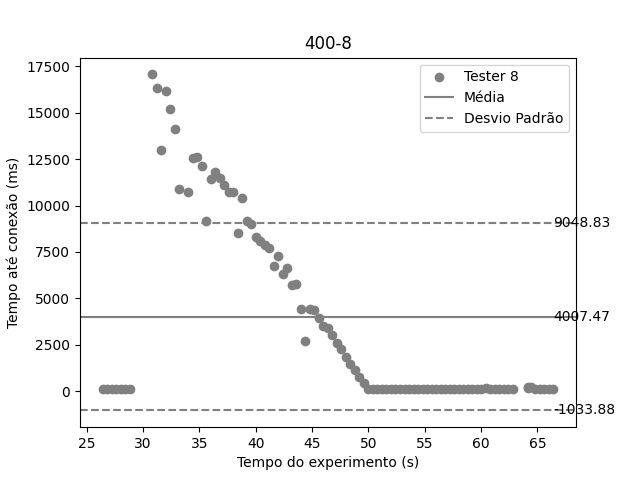 400-8
Tempo até conexão (ms)
17500
15000
12500
10000
7500
5000
2500
0
Tester 8
Média
Desvio Padrão
9048.83
4007.47
-1033.88
25 30 35 40 45 50 55 60 65
Tempo do experimento (s)